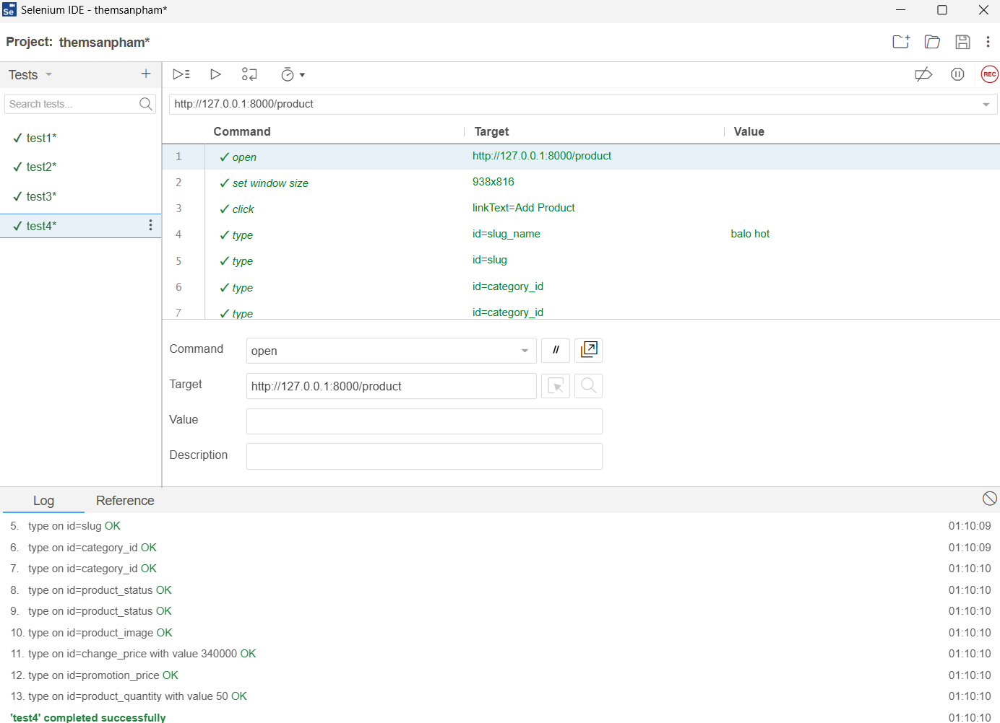 Selenium IDE - themsanpham*
Project: themsanpham*
Tests
Search tests...
✓ test1*
✓ test2*
✓ test3*
✓ test4*
REC
http://127.0.0.1:8000/product
Command Target Value
1 ✓ open http://127.0.0.1:8000/product
2 ✓ set window size 938x816
3 ✓ click linkText=Add Product
4 ✓ type id=slug_name balo hot
5 ✓ type id=slug
6 ✓ type id=category_id
7 ✓ type id=category_id
Command open //
Target http://127.0.0.1:8000/product
Value
Description
Log Reference
5. type on id=slug OK 01:10:09
6. type on id=category_id OK 01:10:09
7. type on id=category_id OK 01:10:10
8. type on id=product_status OK 01:10:10
9. type on id=product_status OK 01:10:10
10. type on id=product_image OK 01:10:10
11. type on id=change_price with value 340000 OK 01:10:10
12. type on id=promotion_price OK 01:10:10
13. type on id=product_quantity with value 50 OK 01:10:10
'test4' completed successfully 01:10:10